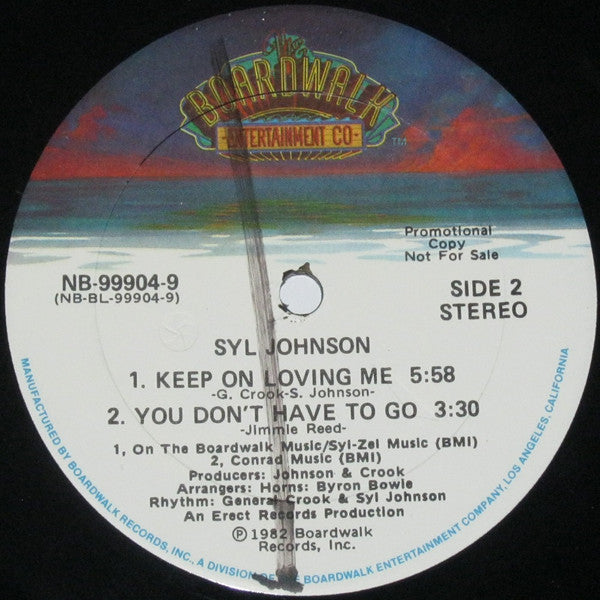 The
BOARDWALK
-ENTERTAINMENT CO-
TM
Promotional
Copy
Not For Sale
NB-99904-9
(NB-BL-99904-9)
SIDE 2
STEREO
SYL JOHNSON
1. KEEP ON LOVING ME 5:58
-G. Crook-S. Johnson-
2. YOU DON'T HAVE TO GO 3:30
-Jimmie Reed-
1, On The Boardwalk Music/Syl-Zel Music (BMI)
2, Conrad Music (BMI)
Producers: Johnson & Crook
Arrangers: Horns: Byron Bowie
Rhythm: General Crook & Syl Johnson
An Erect Records Production
Ⓟ1982 Boardwalk
Records, Inc.
MANUFACTURED BY BOARDWALK RECORDS, INC., A DIVISION OF THE BOARDWALK ENTERTAINMENT COMPANY, LOS ANGELES, CALIFORNIA